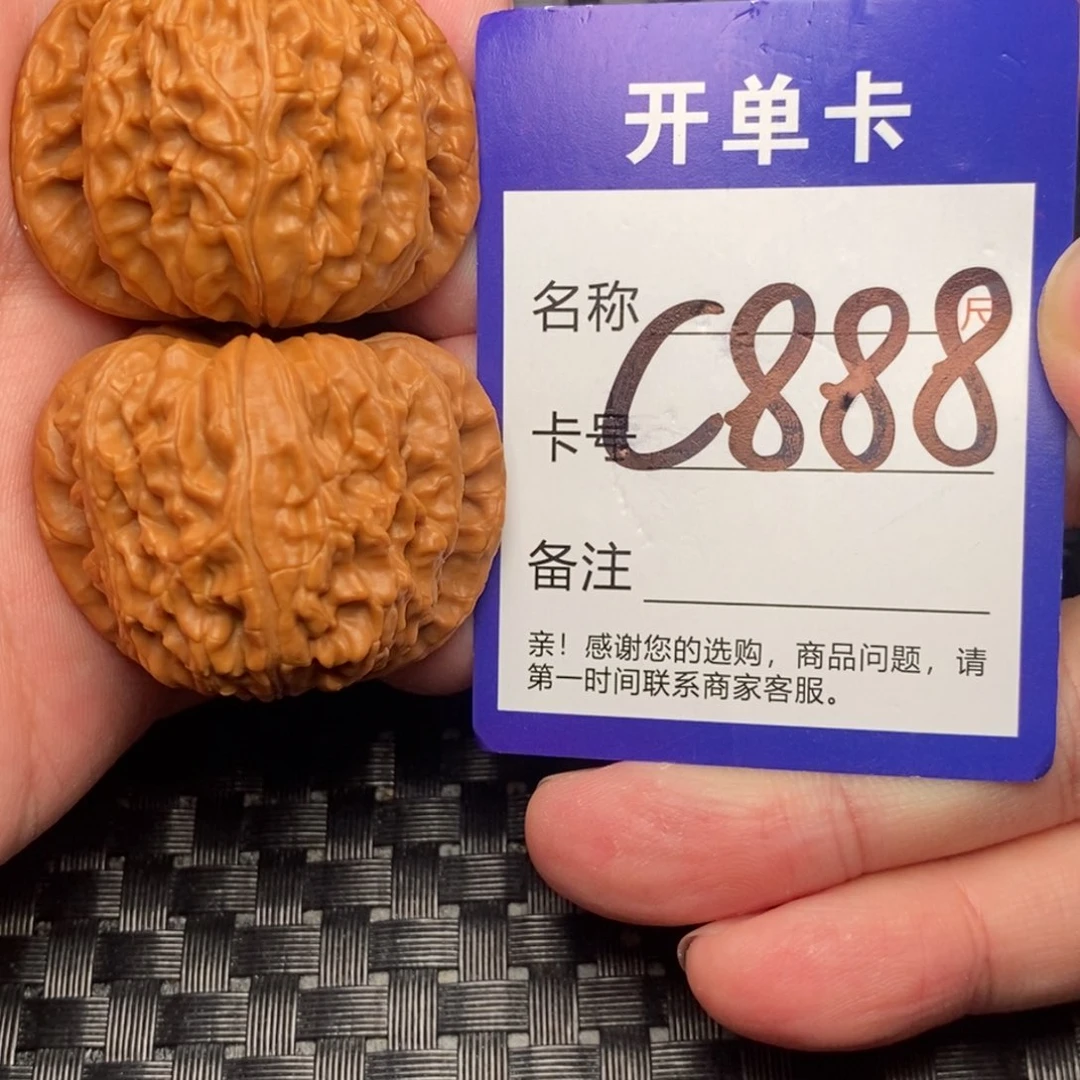 开单卡
名称
C888
尺
卡号
备注
亲！感谢您的选购，商品问题，请
第一时间联系商家客服。